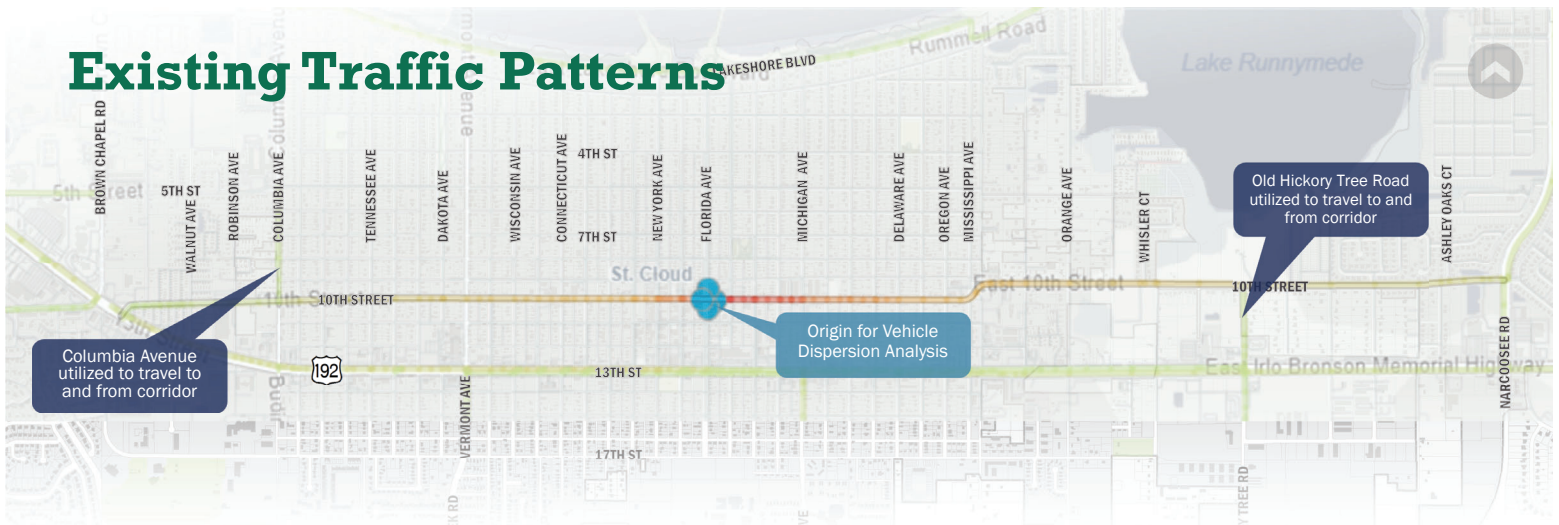 Existing Traffic Patterns
LAKESHORE BLVD
Rummell Road
Lake Runnymede
BROWN CHAPEL RD
5th Street
5TH ST
WALNUT AVE
ROBINSON AVE
COLUMBIA AVE
TENNESSEE AVE
DAKOTA AVE
WISCONSIN AVE
CONNECTICUT AVE
4TH ST
7TH ST
NEW YORK AVE
FLORIDA AVE
MICHIGAN AVE
DELAWARE AVE
OREGON AVE
MISSISSIPPI AVE
ORANGE AVE
WHISLER CT
Old Hickory Tree Road
utilized to travel to and
from corridor
ASHLEY OAKS CT
St. Cloud
10th Street
10TH STREET
East 10th Street
10TH STREET
Origin for Vehicle
Dispersion Analysis
Columbia Avenue
utilized to travel to
and from corridor
192
13TH ST
East Irlo Bronson Memorial Highway
NARCOOSSEE RD
VERMONT AVE
17TH ST